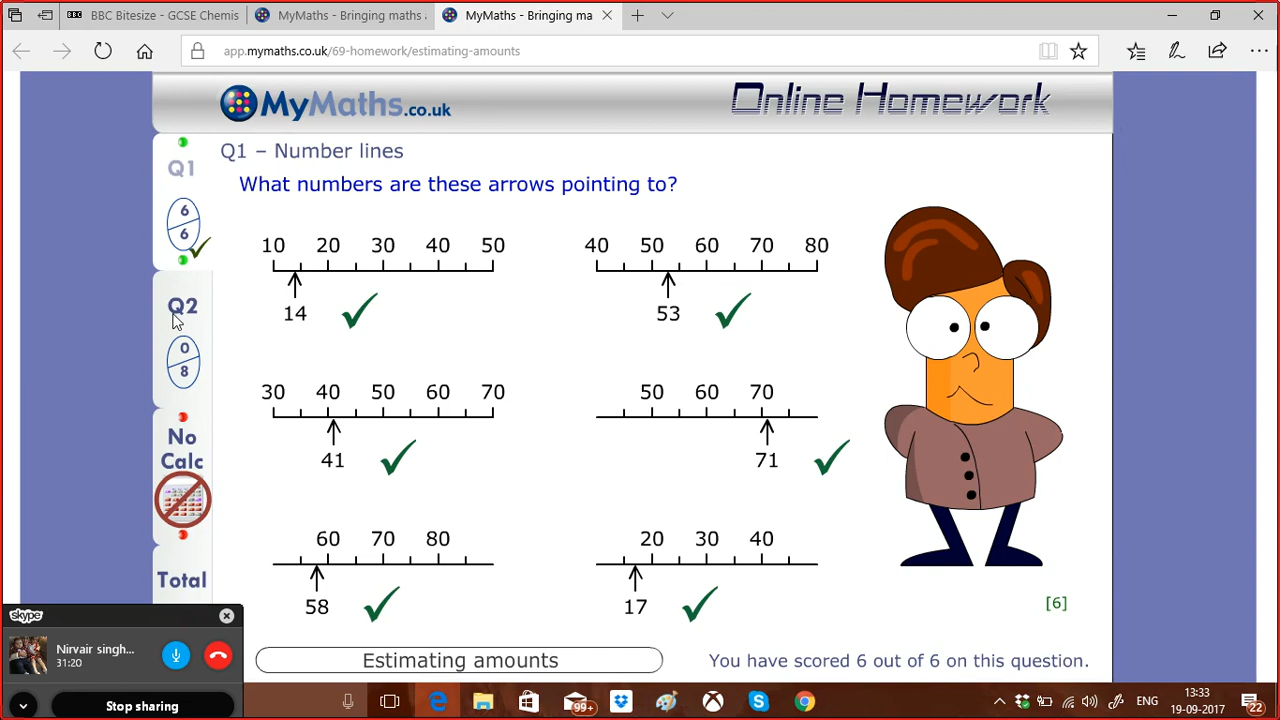 BBC BBC Bitesize - GCSE Chemis
MyMaths - Bringing maths a
MyMaths - Bringing ma
app.mymaths.co.uk/69-homework/estimating-amounts
MyMaths.co.uk
Online Homework
Q1
6
6
Q2
0
8
No
Calc
Total
Q1 – Number lines
What numbers are these arrows pointing to?
10 20 30 40 50
14
40 50 60 70 80
53
30 40 50 60 70
41
50 60 70
71
60 70 80
58
20 30 40
17
[6]
Estimating amounts
You have scored 6 out of 6 on this question.
skype
Nirvair singh...
31:20
Stop sharing
99+
ENG
13:33
19-09-2017
22